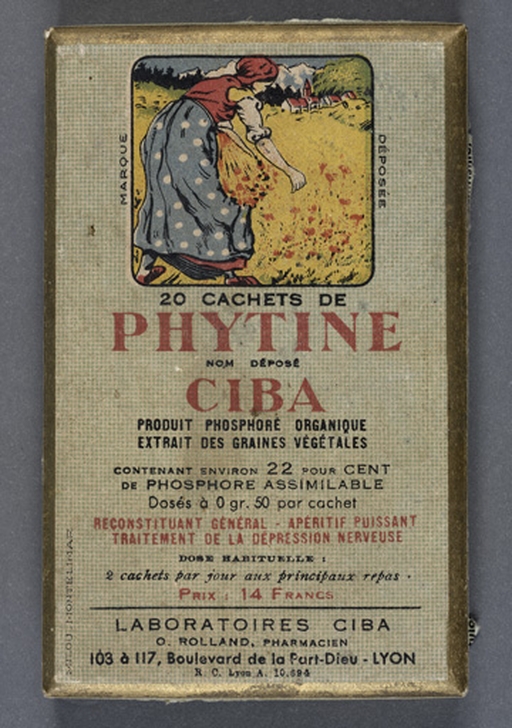 MARQUE
DÉPOSÉE
20 CACHETS DE
PHYTINE
NOM DÉPOSÉ
CIBA
PRODUIT PHOSPHORÉ ORGANIQUE
EXTRAIT DES GRAINES VÉGÉTALES
CONTENANT ENVIRON 22 POUR CENT
DE PHOSPHORE ASSIMILABLE
Dosés à 0 gr. 50 par cachet
RECONSTITUANT GÉNÉRAL - APÉRITIF PUISSANT
TRAITEMENT DE LA DÉPRESSION NERVEUSE
DOSE HABITUELLE :
2 cachets par jour aux principaux repas .
PRIX : 14 FRANCS
LABORATOIRES CIBA
O. ROLLAND, PHARMACIEN
103 à 117, Boulevard de la Part-Dieu - LYON
R. C. Lyon A. 10.694
MONTÉLIMAR